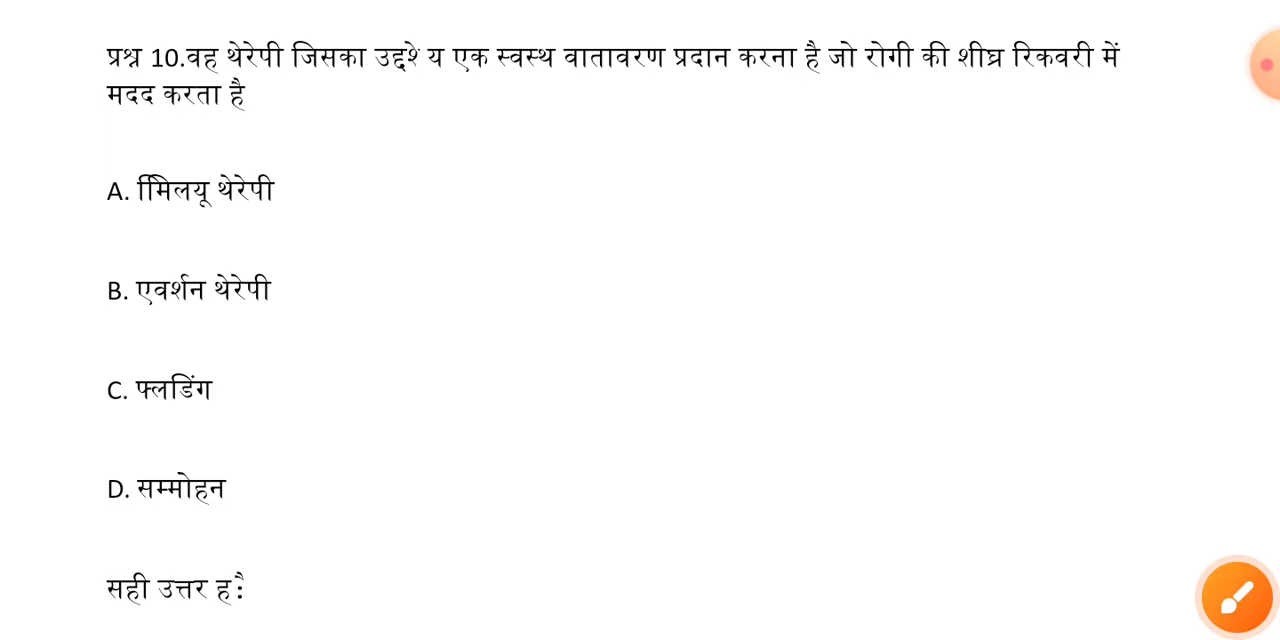 प्रश्न 10.वह थेरेपी जिसका उद्दशे य एक स्वस्थ वातावरण प्रदान करना है जो रोगी की शीघ्र रिकवरी में
मदद करता है
A. मिलियू थेरेपी
B. एवर्शन थेरेपी
C. फ्लडिंग
D. सम्मोहन
सही उत्तर है: